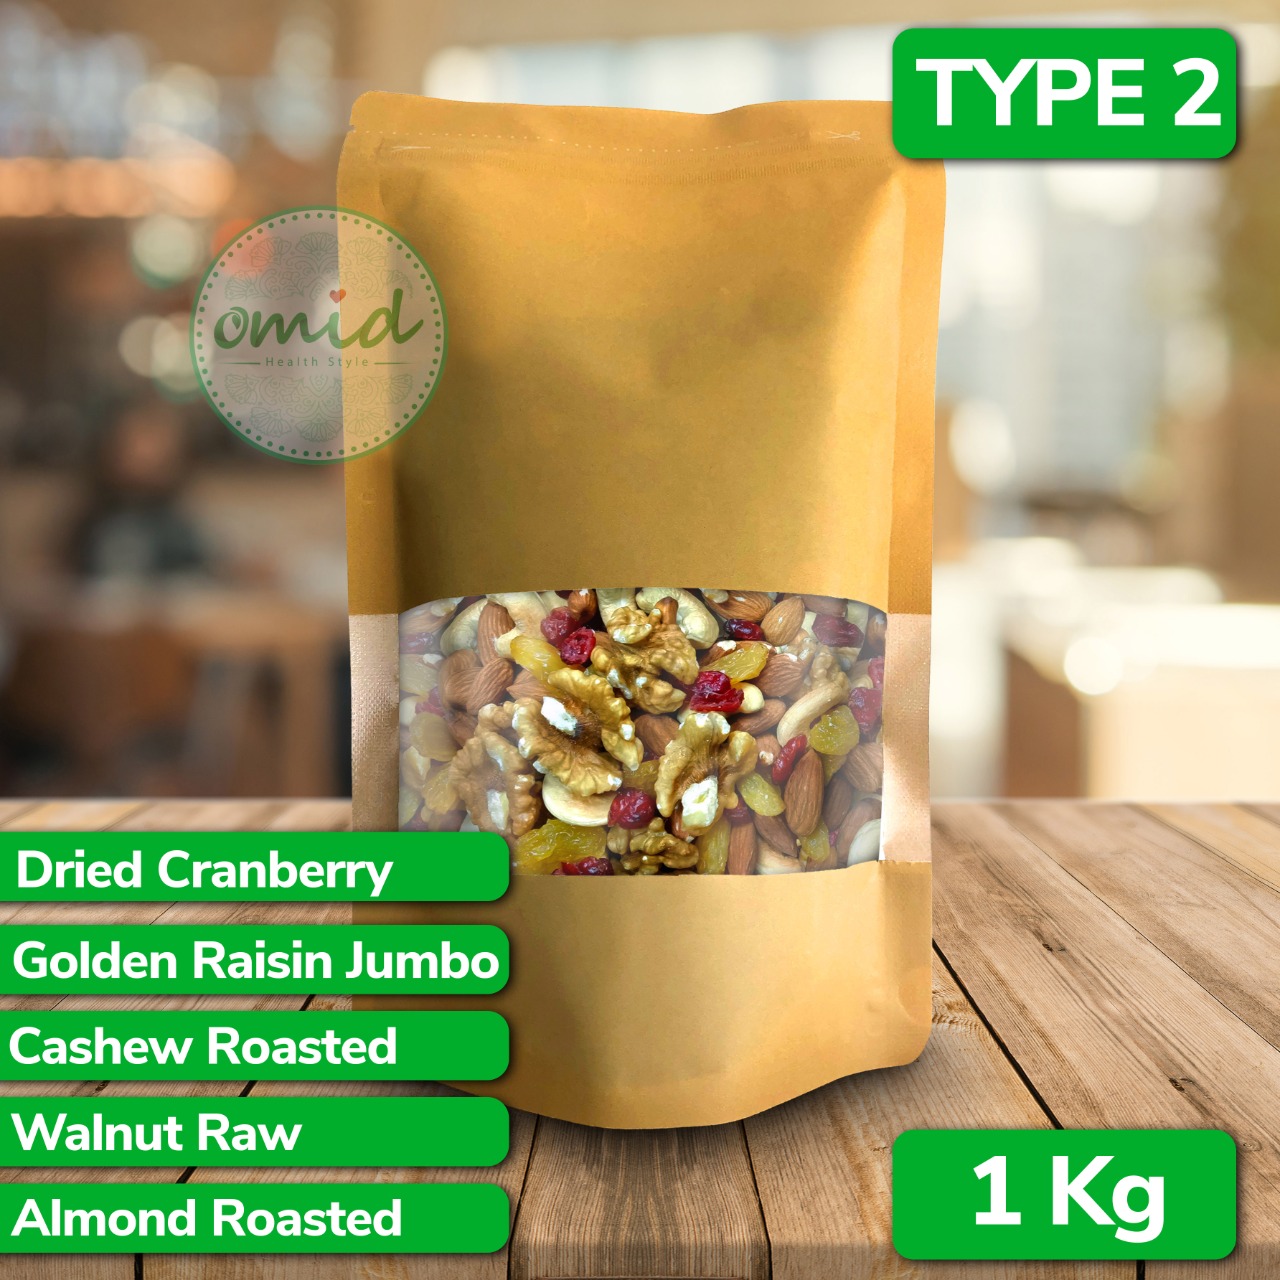 TYPE 2
omid
Health Style
Dried Cranberry
Golden Raisin Jumbo
Cashew Roasted
Walnut Raw
Almond Roasted
1 Kg